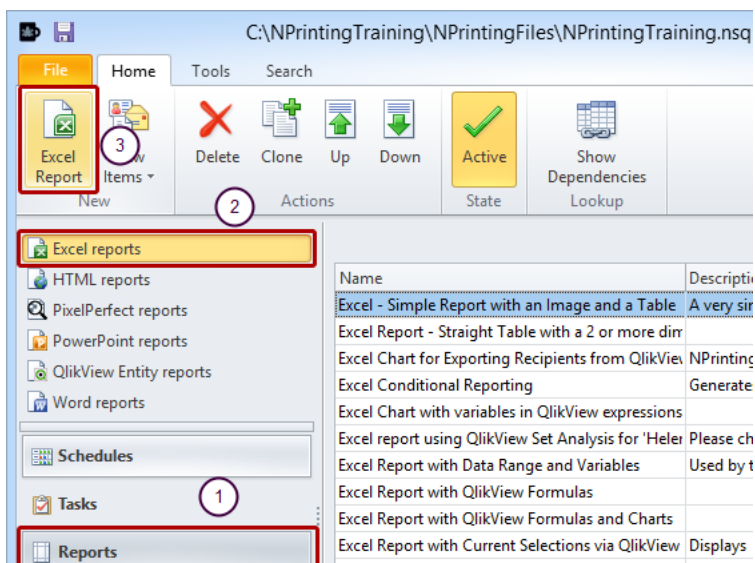 C:\NPrintingTraining\NPrintingFiles\NPrintingTraining.nsq
File Home Tools Search
Excel Report
3
Items
Delete
Clone
Up
Down
Active
Show Dependencies
New
2
Actions
State
Lookup
Excel reports
HTML reports
PixelPerfect reports
PowerPoint reports
QlikView Entity reports
Word reports
Schedules
Tasks
1
Reports
Name Descripti
Excel - Simple Report with an Image and a Table A very sin
Excel Report - Straight Table with a 2 or more dim
Excel Chart for Exporting Recipients from QlikView NPrinting
Excel Conditional Reporting Generate
Excel Chart with variables in QlikView expressions
Excel report using QlikView Set Analysis for 'Heler Please ch
Excel Report with Data Range and Variables Used by t
Excel Report with QlikView Formulas
Excel Report with QlikView Formulas and Charts
Excel Report with Current Selections via QlikView Displays